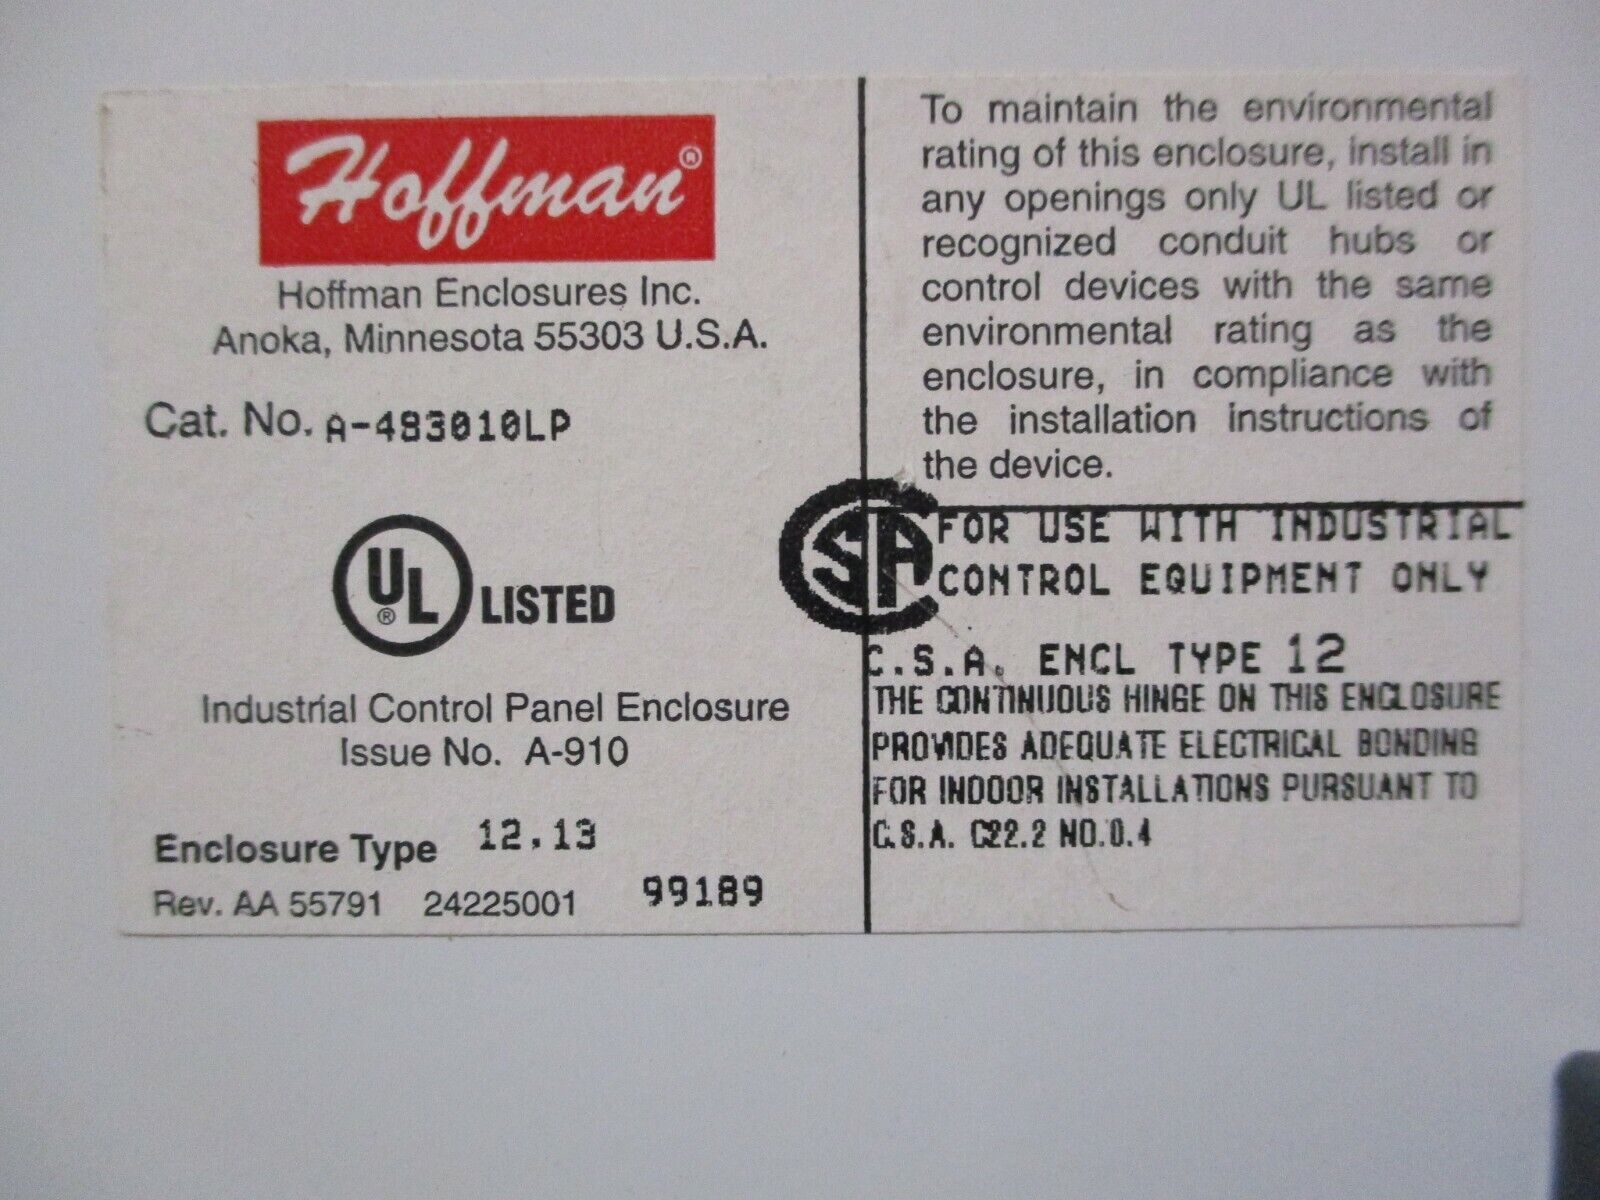 Hoffman®
Hoffman Enclosures Inc.
Anoka, Minnesota 55303 U.S.A.
Cat. No. A-483010LP
UL® LISTED
Industrial Control Panel Enclosure
Issue No. A-910
Enclosure Type 12,13
Rev. AA 55791 24225001 99189
To maintain the environmental
rating of this enclosure, install in
any openings only UL listed or
recognized conduit hubs or
control devices with the same
environmental rating as the
enclosure, in compliance with
the installation instructions of
the device.
CSA
FOR USE WITH INDUSTRIAL
CONTROL EQUIPMENT ONLY
C.S.A. ENCL TYPE 12
THE CONTINUOUS HINGE ON THIS ENCLOSURE
PROVIDES ADEQUATE ELECTRICAL BONDING
FOR INDOOR INSTALLATIONS PURSUANT TO
C.S.A. C22.2 NO.0.4